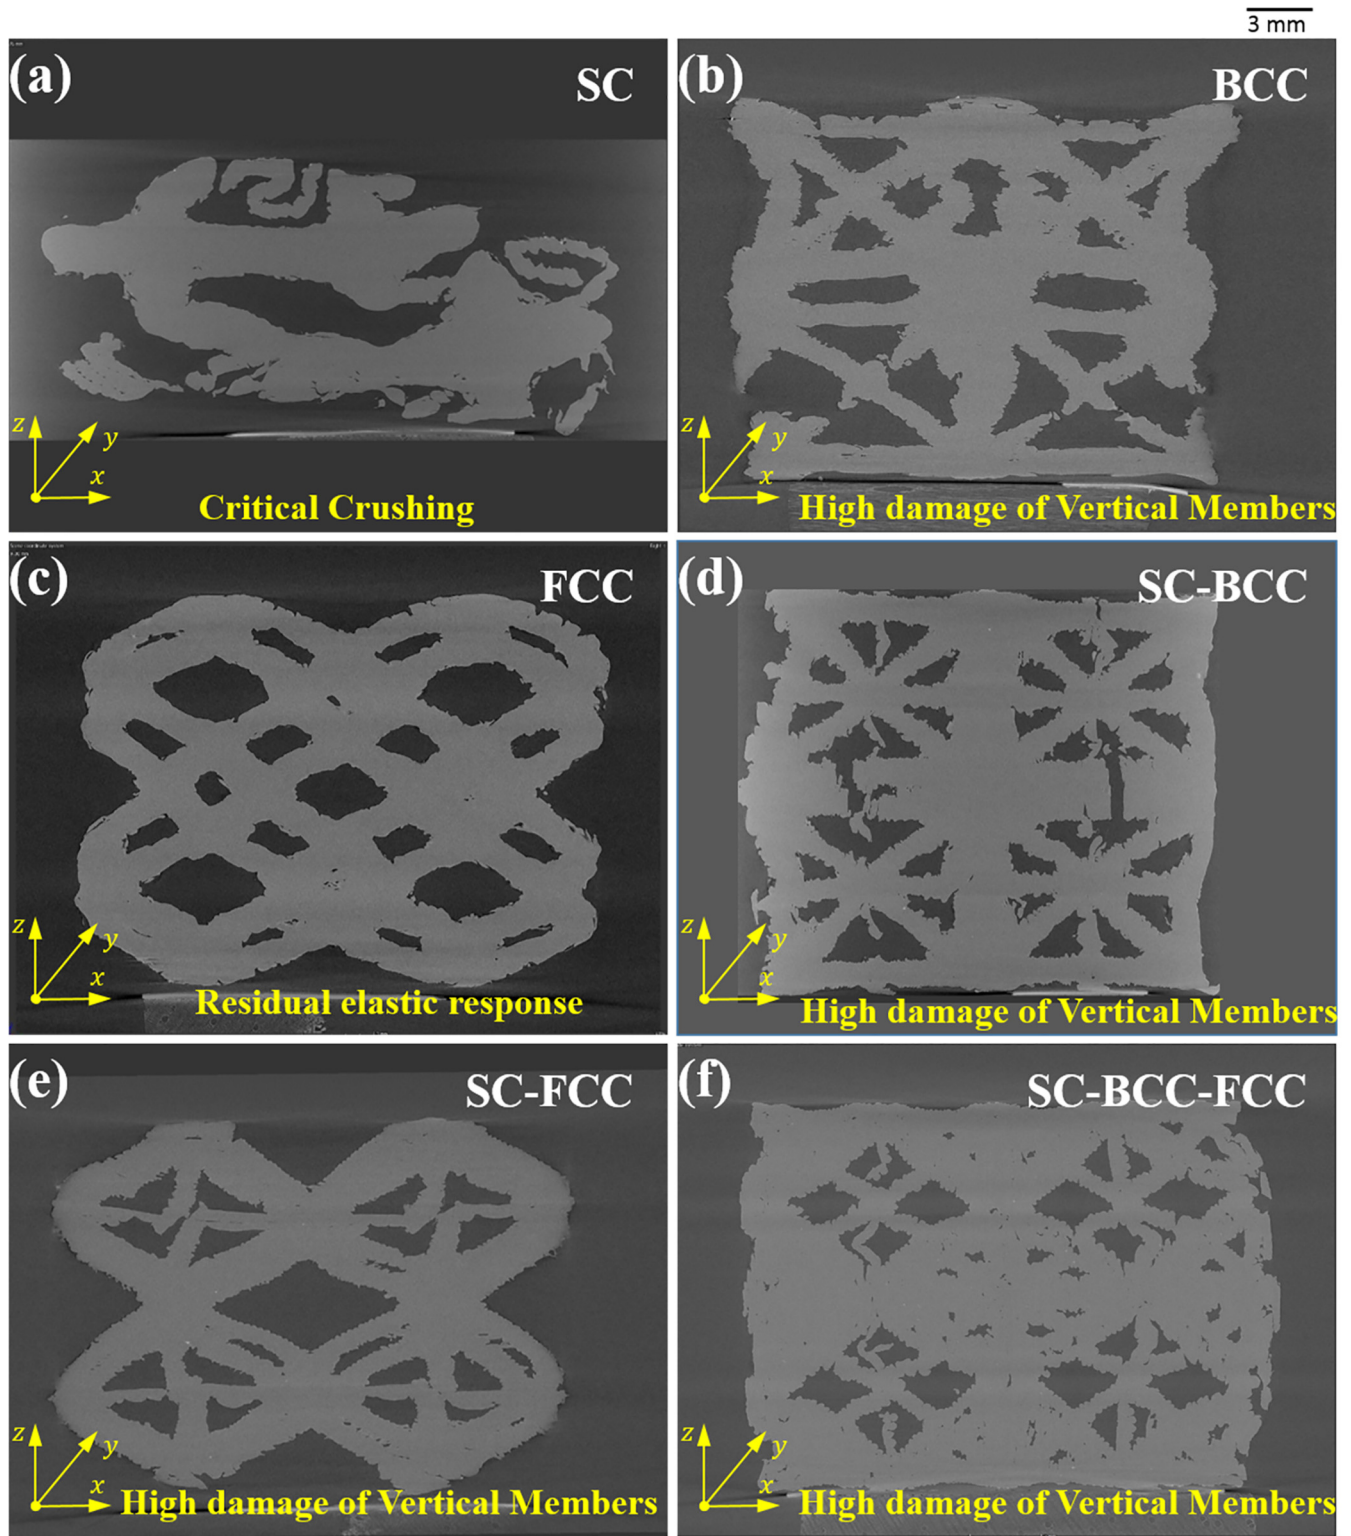 3 mm
(a)
SC
z
y
x
Critical Crushing
(b)
BCC
z
y
x
High damage of Vertical Members
(c)
FCC
z
y
x
Residual elastic response
(d)
SC-BCC
z
y
x
High damage of Vertical Members
(e)
SC-FCC
z
y
x
High damage of Vertical Members
(f)
SC-BCC-FCC
z
y
x
High damage of Vertical Members